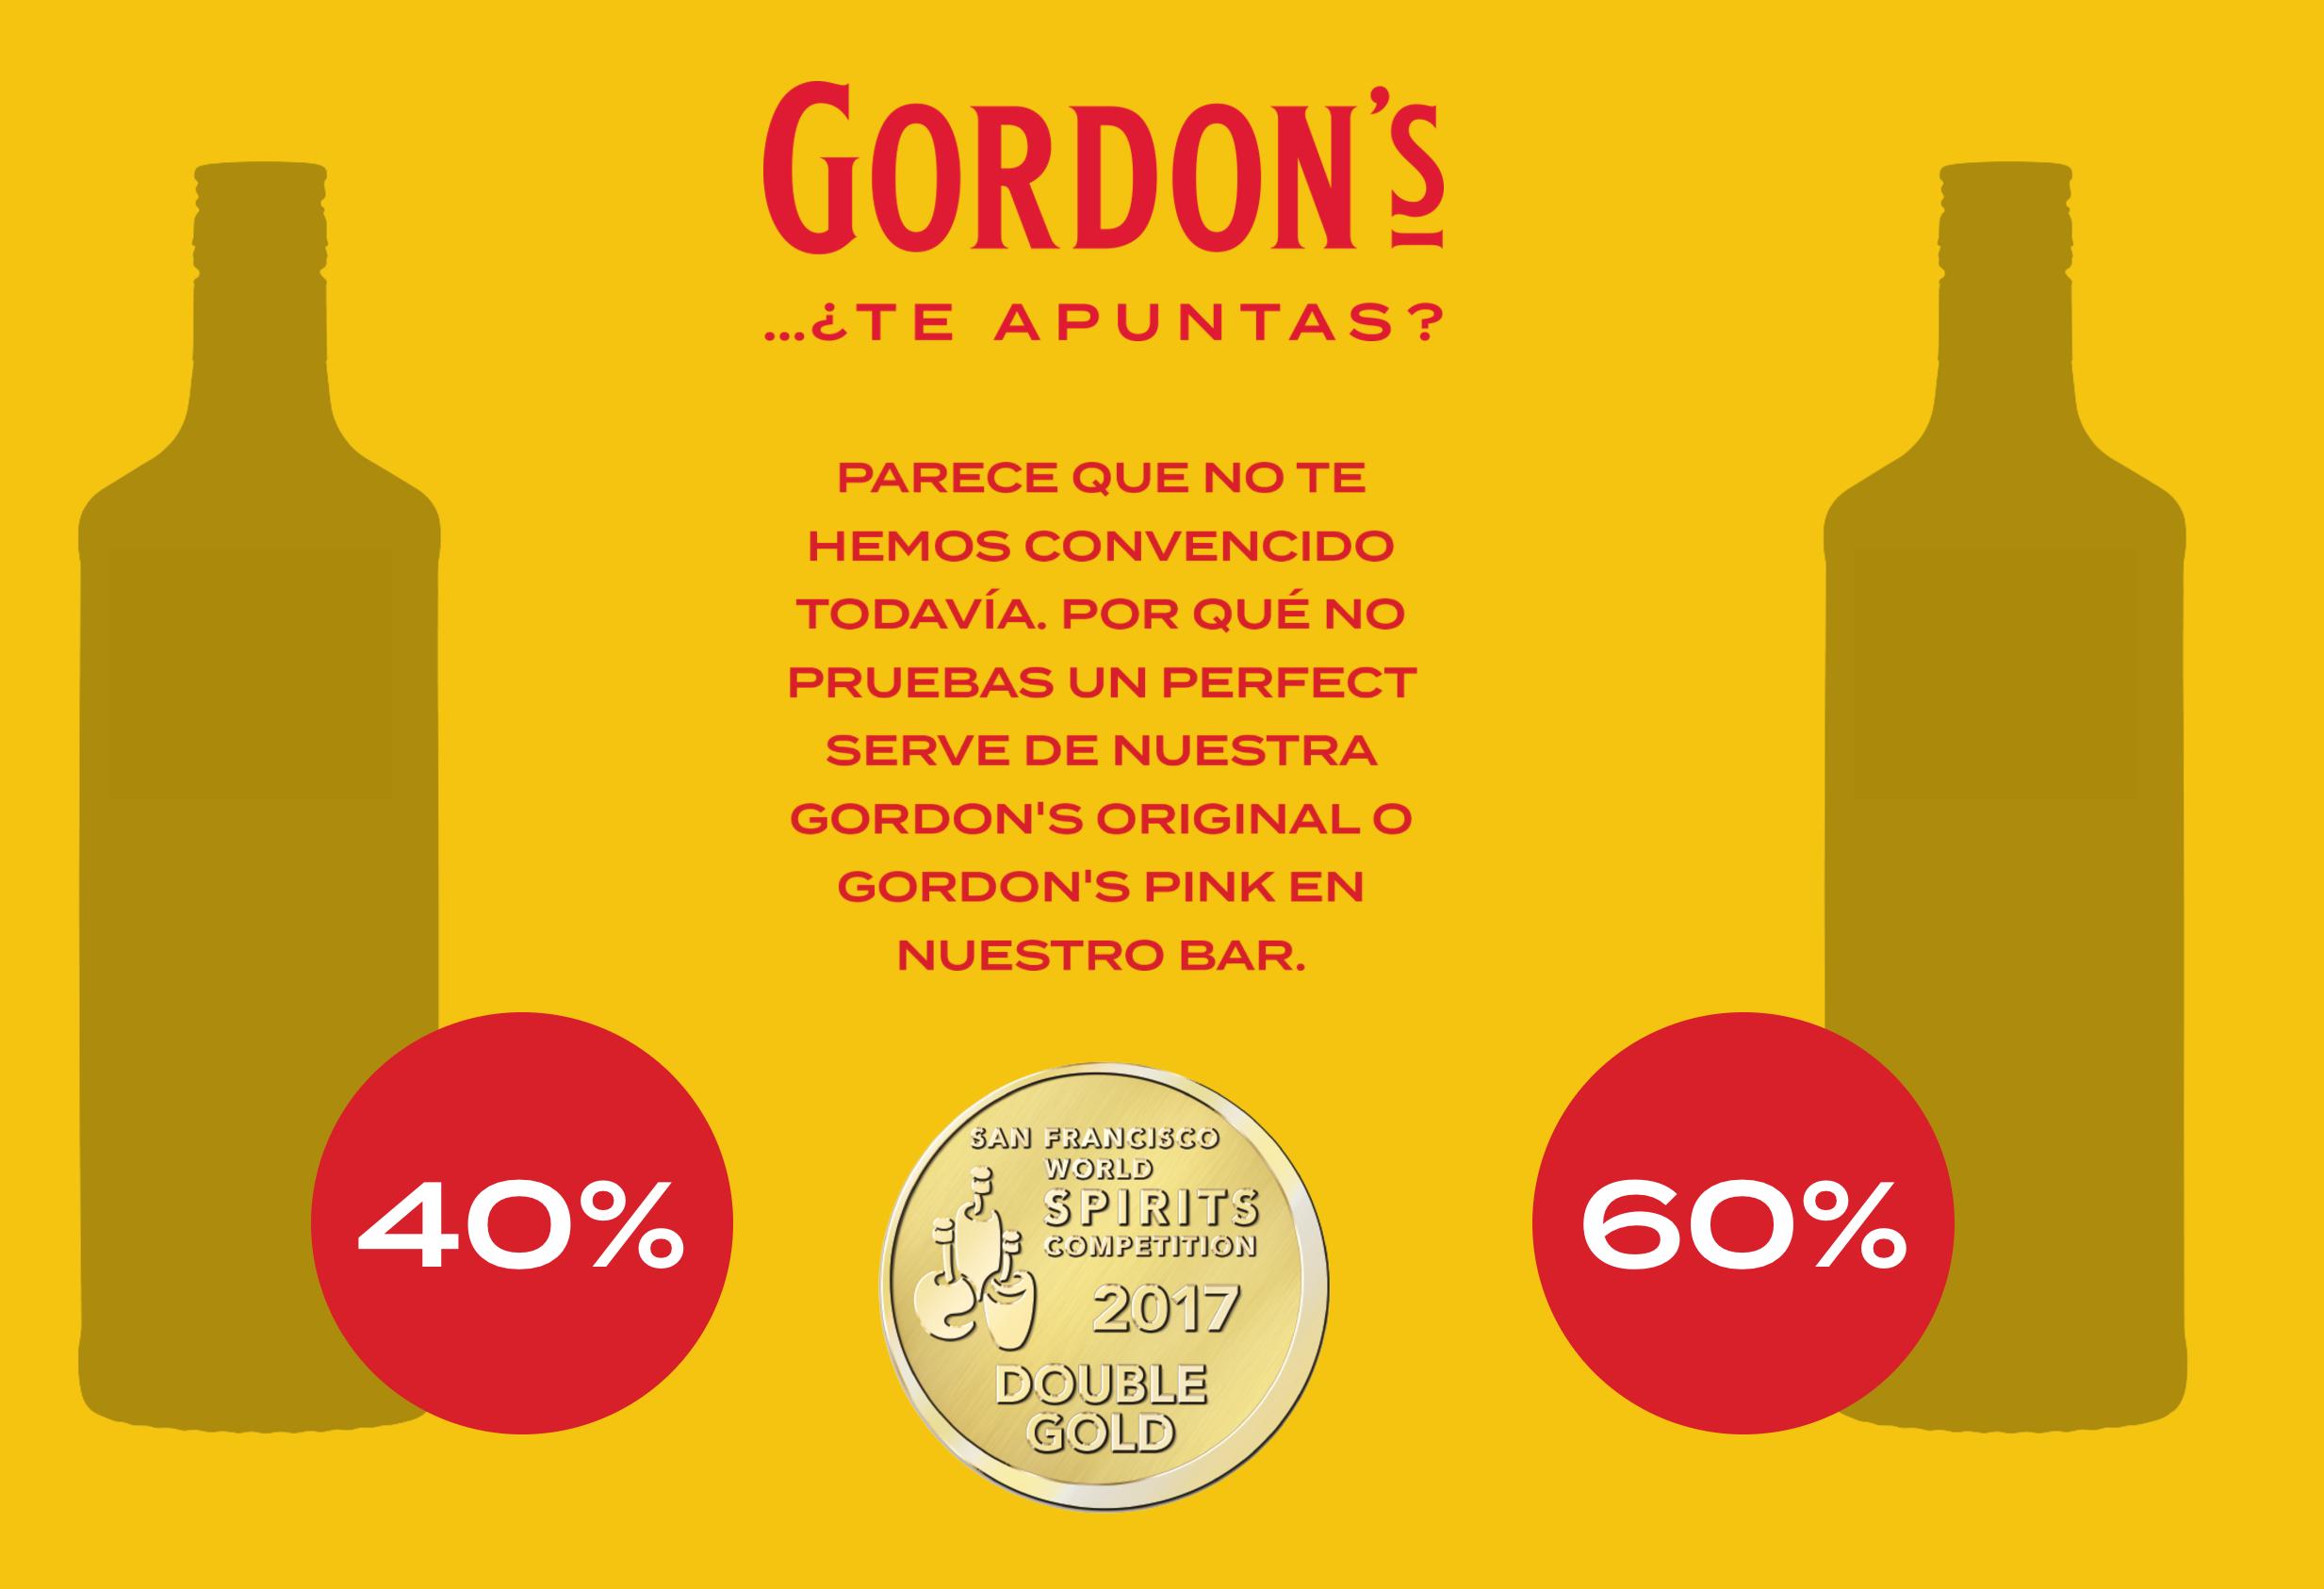 GORDON'S
...¿TE APUNTAS?
PARECE QUE NO TE
HEMOS CONVENCIDO
TODAVÍA. POR QUÉ NO
PRUEBAS UN PERFECT
SERVE DE NUESTRA
GORDON'S ORIGINAL O
GORDON'S PINK EN
NUESTRO BAR.
40%
SAN FRANCISCO
WORLD
SPIRITS
COMPETITION
2017
DOUBLE
GOLD
60%